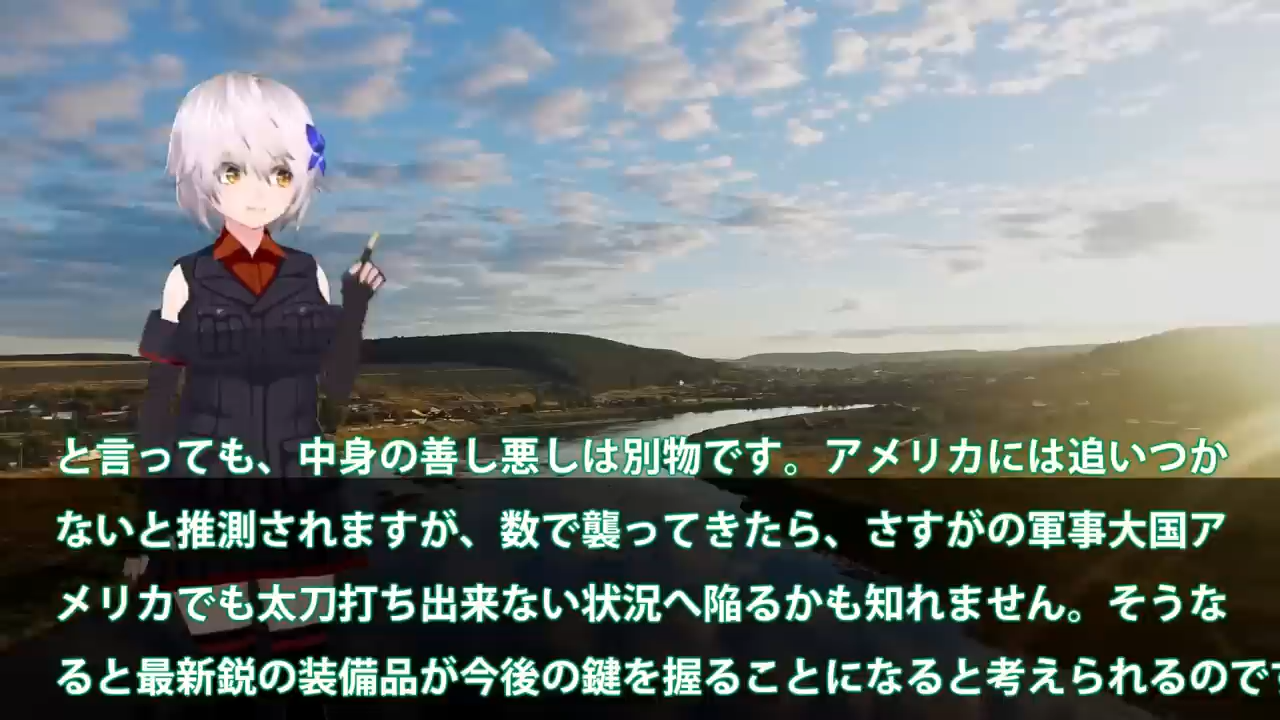 と言っても、中身の善し悪しは別物です。アメリカには追いつか
ないと推測されますが、数で襲ってきたら、さすがの軍事大国ア
メリカでも太刀打ち出来ない状況へ陥るかも知れません。そうな
ると最新鋭の装備品が今後の鍵を握ることになると考えられるのです